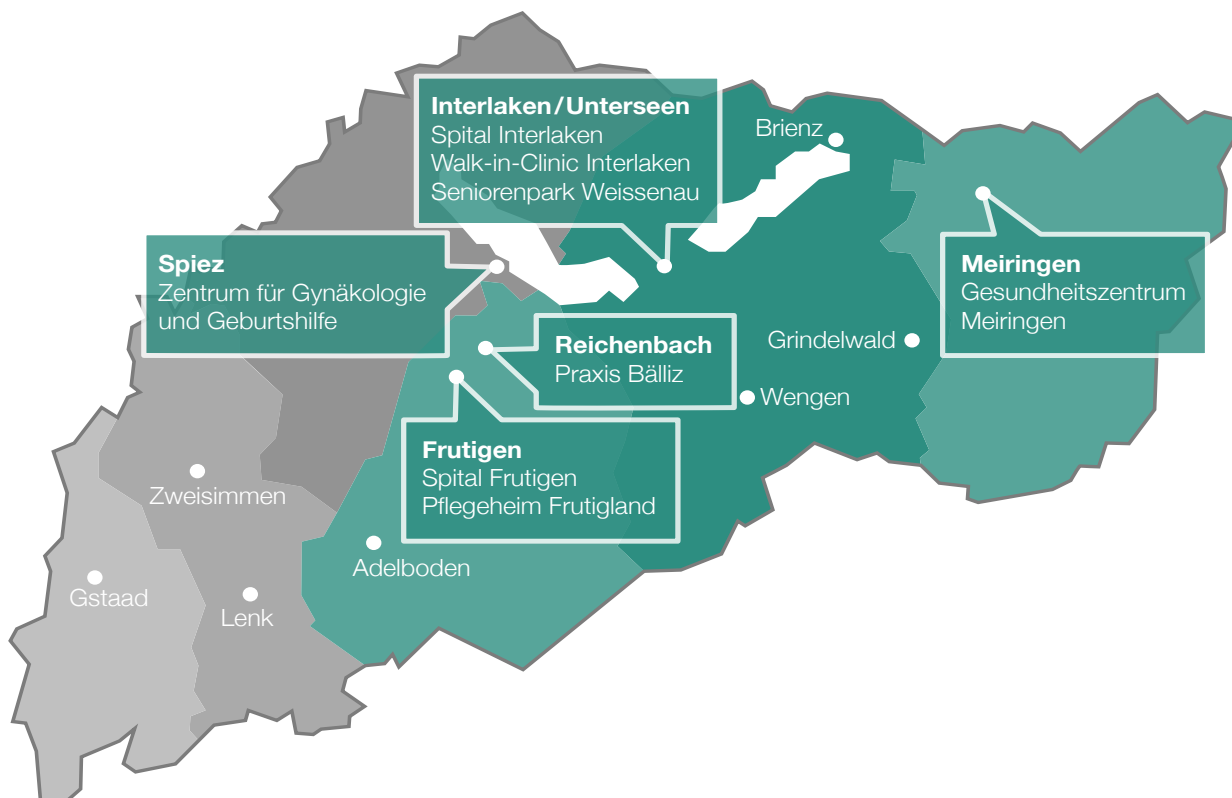 Interlaken/Unterseen
Spital Interlaken
Walk-in-Clinic Interlaken
Seniorenpark Weissenau
Brienz
Spiez
Zentrum für Gynäkologie
und Geburtshilfe
Meiringen
Gesundheitszentrum
Meiringen
Reichenbach
Praxis Bälliz
Grindelwald
Wengen
Frutigen
Spital Frutigen
Pflegeheim Frutigland
Zweisimmen
Adelboden
Gstaad
Lenk